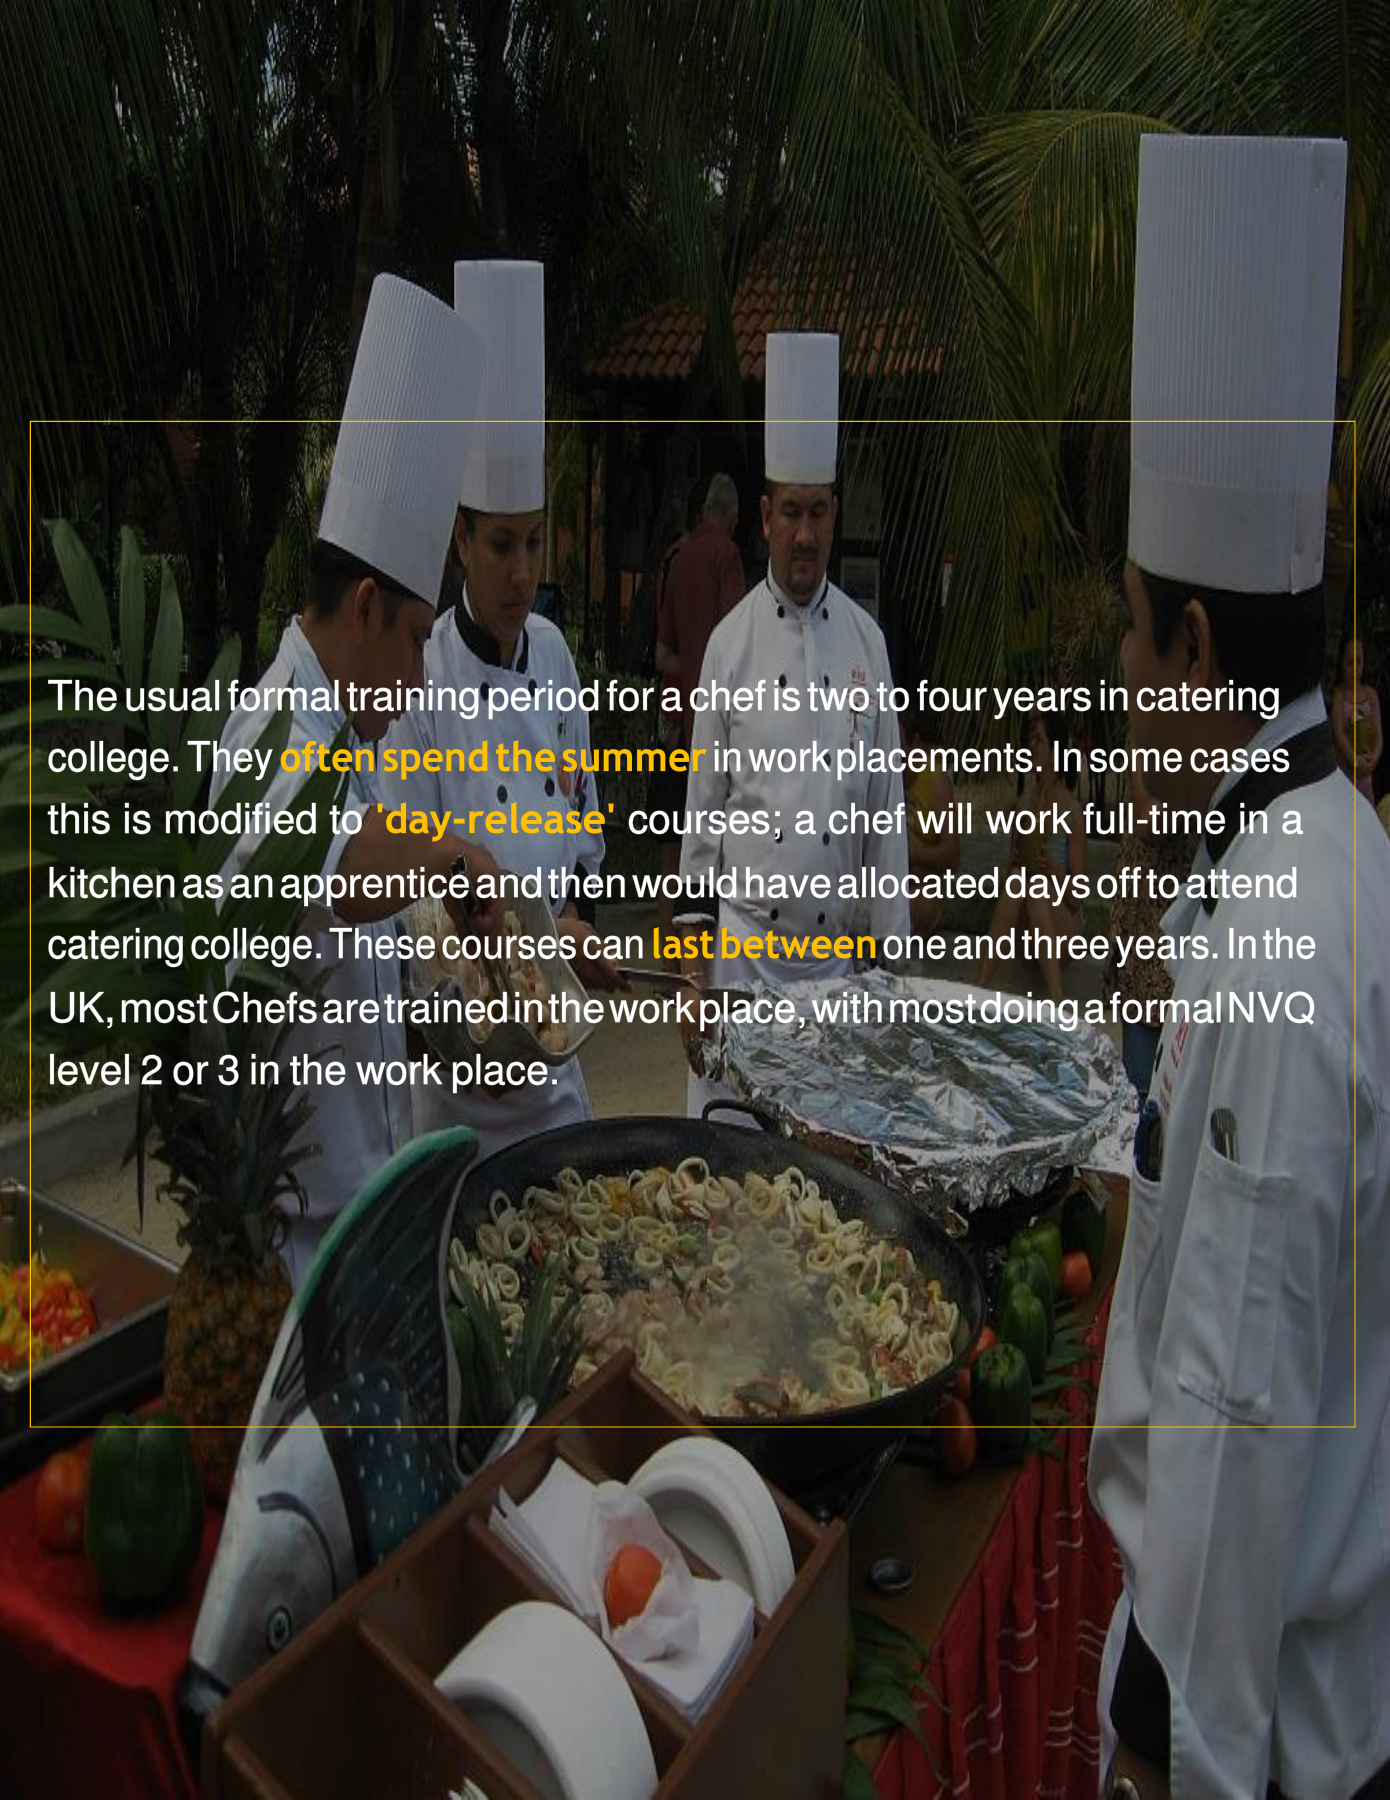 The usual formal training period for a chef is two to four years in catering
college. They often spend the summer in work placements. In some cases
this is modified to 'day-release' courses; a chef will work full-time in a
kitchen as an apprentice and then would have allocated days off to attend
catering college. These courses can last between one and three years. In the
UK, most Chefs are trained in the work place, with most doing a formal NVQ
level 2 or 3 in the work place.